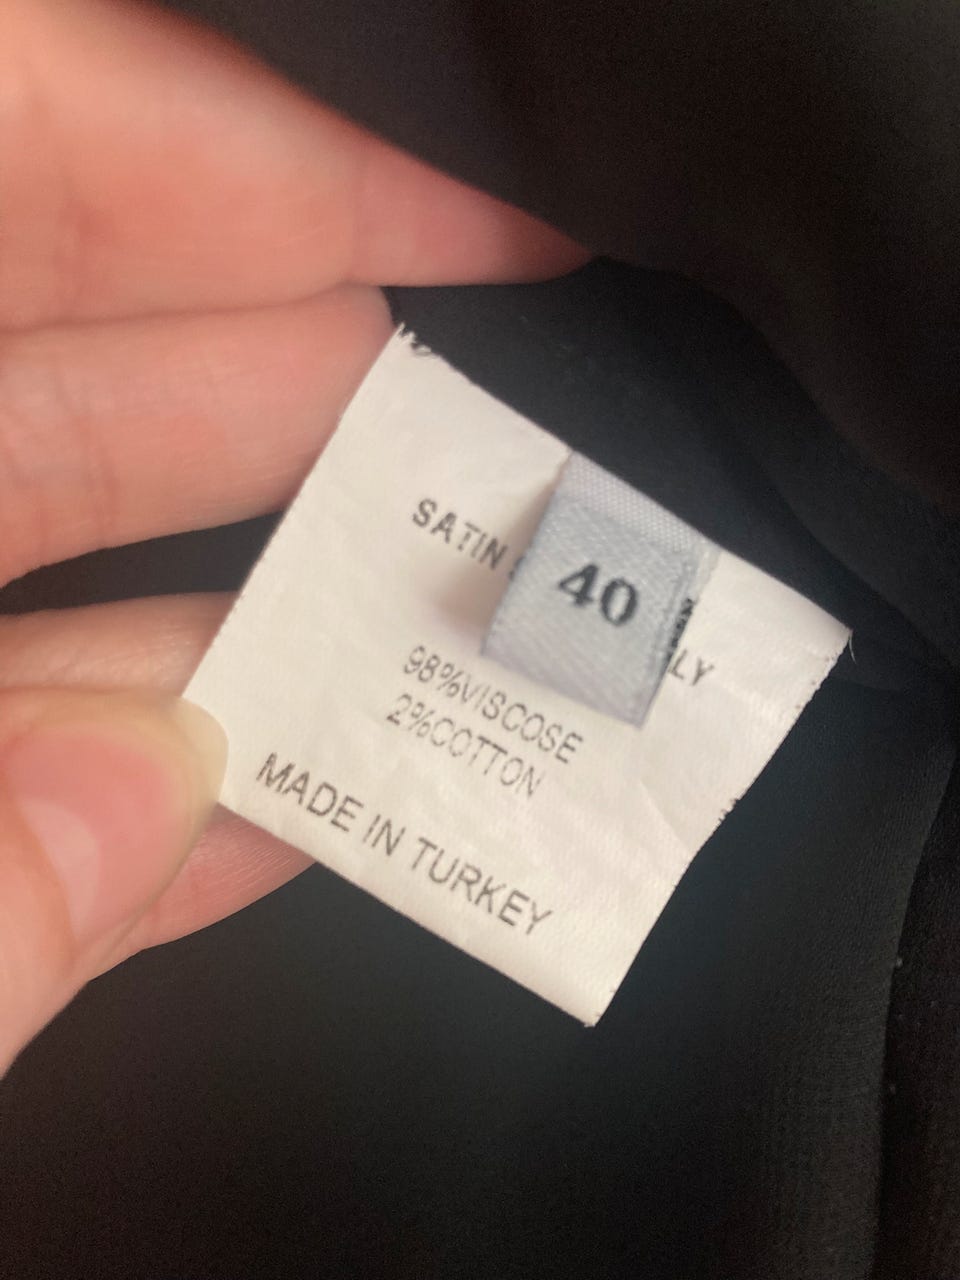 SATIN
40
98%VISCOSE
2%COTTON
MADE IN TURKEY